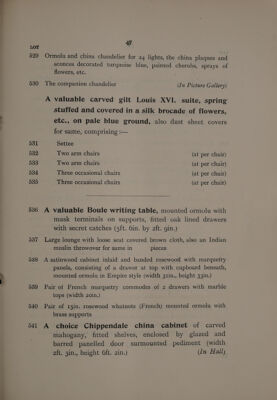 47
LOT
529 Ormolu and china chandelier for 24 lights, the china plaques and
sconces decorated turquoise blue, painted cherubs, sprays of
flowers, etc.
530 The companion chandelier (In Picture Gallery)
A valuable carved gilt Louis XVI. suite, spring
stuffed and covered in a silk brocade of flowers,
etc., on pale blue ground, also dust sheet covers
for same, comprising :—
531 Settee
532 Two arm chairs (at per chair)
533 Two arm chairs (at per chair)
534 Three occasional chairs (at per chair)
535 Three occasional chairs (at per chair)
536 A valuable Boule writing table, mounted ormolu with
mask terminals on supports, fitted oak lined drawers
with secret catches (5ft. 6in. by 2ft. 9in.)
537 Large lounge with loose seat covered brown cloth, also an Indian
muslin throwover for same in pieces
538 A satinwood cabinet inlaid and banded rosewood with marquetry
panels, consisting of a drawer at top with cupboard beneath,
mounted ormolu in Empire style (width 31in., height 33in.)
539 Pair of French marquetry commodes of 2 drawers with marble
tops (width 20in.)
540 Pair of 15in. rosewood whatnots (French) mounted ormolu with
brass supports
541 A choice Chippendale china cabinet of carved
mahogany, fitted shelves, enclosed by glazed and
barred panelled door surmounted pediment (width
2ft. 3in., height 6ft. 2in.) (In Hall)